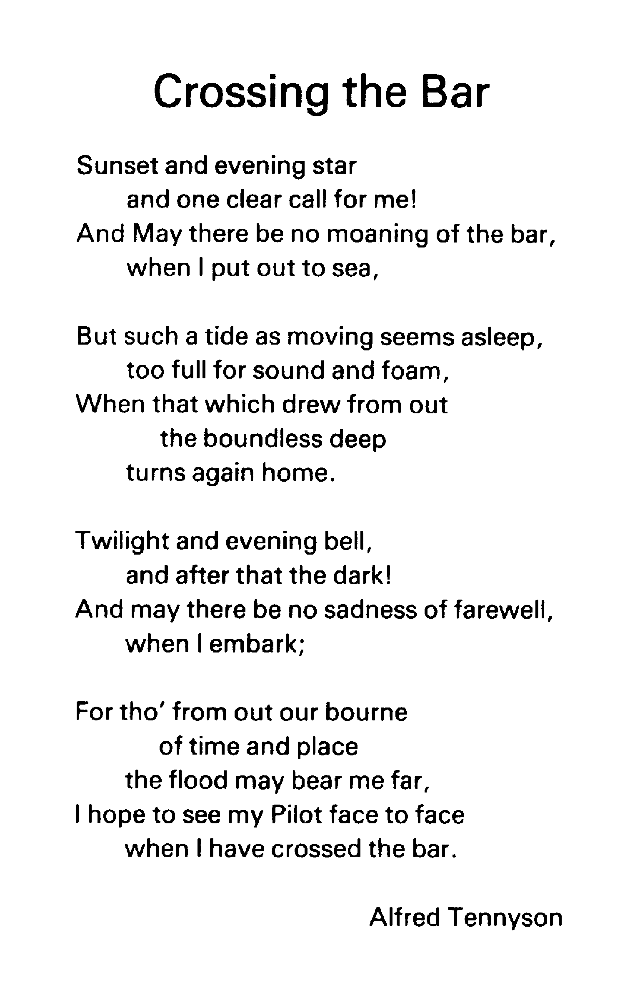 Crossing the Bar
Sunset and evening star
and one clear call for me!
And May there be no moaning of the bar,
when I put out to sea,
But such a tide as moving seems asleep,
too full for sound and foam,
When that which drew from out
the boundless deep
turns again home.
Twilight and evening bell,
and after that the dark!
And may there be no sadness of farewell,
when I embark;
For tho' from out our bourne
of time and place
the flood may bear me far,
I hope to see my Pilot face to face
when I have crossed the bar.
Alfred Tennyson